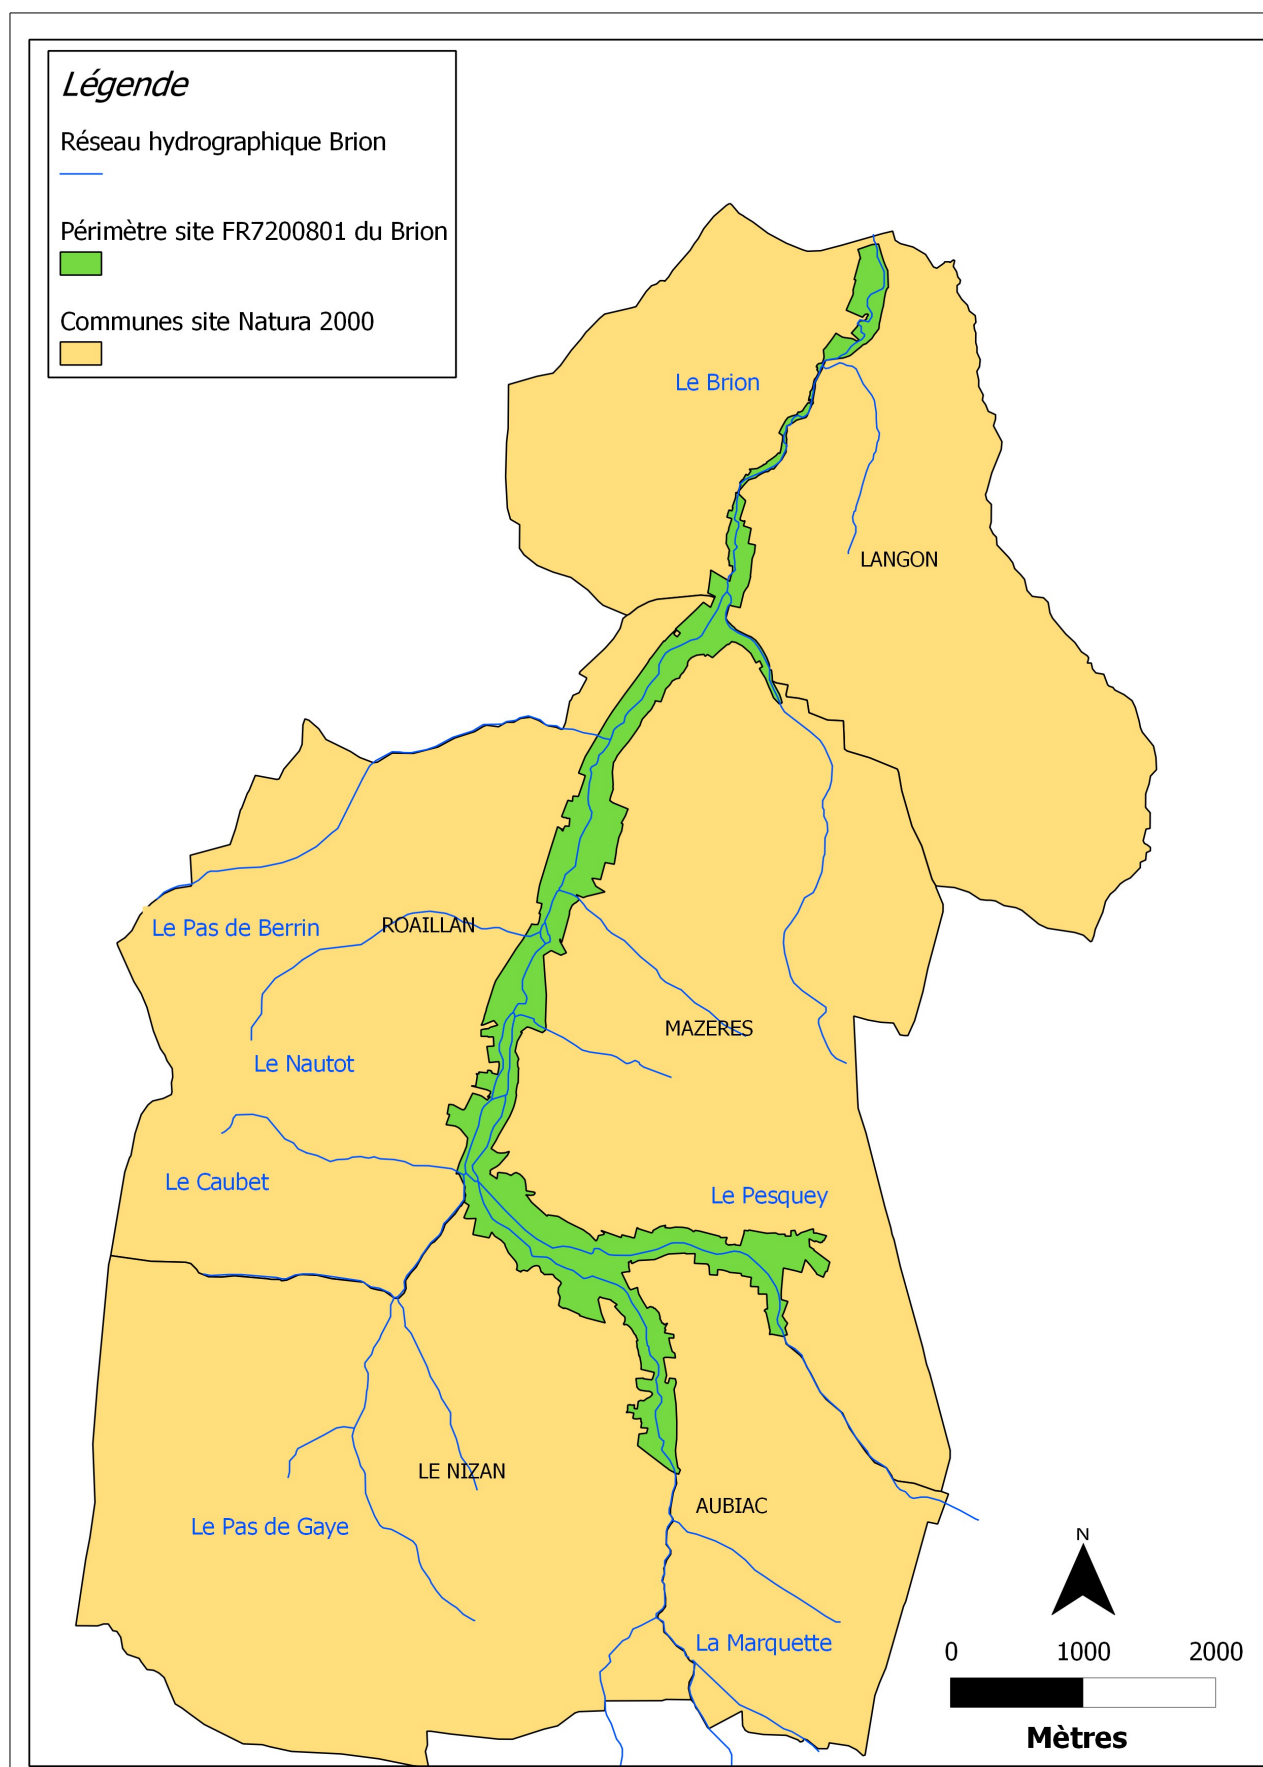 Légende
Réseau hydrographique Brion
Périmètre site FR7200801 du Brion
Communes site Natura 2000
Le Brion
LANGON
Le Pas de Berrin
ROAILLAN
MAZERES
Le Nautot
Le Caubet
Le Pesquey
LE NIZAN
AUBIAC
Le Pas de Gaye
N
La Marquette
0 1000 2000
Mètres